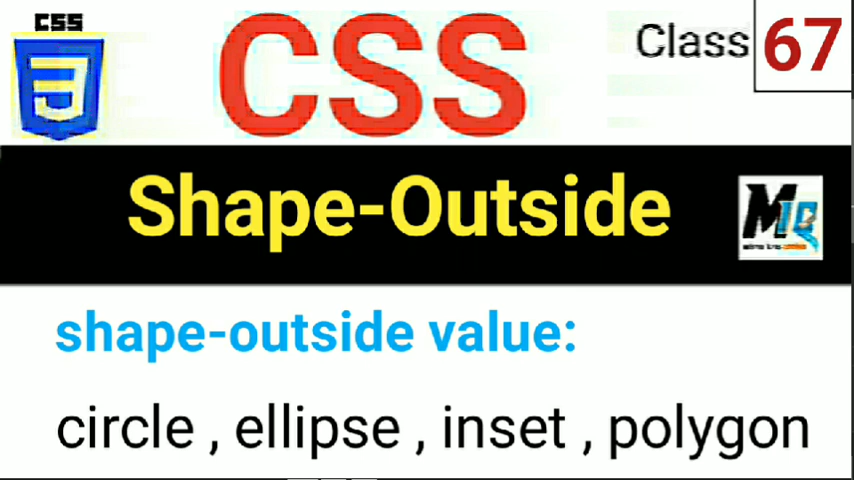 CSS
CSS
Class 67
Shape-Outside
shape-outside value:
circle , ellipse , inset , polygon